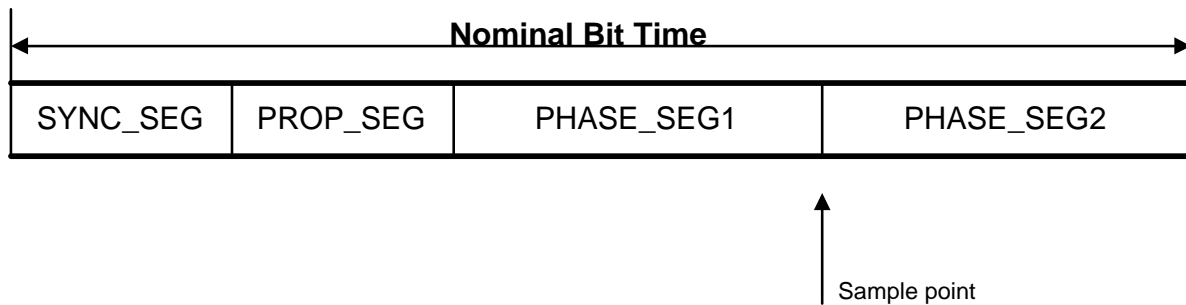 Nominal Bit Time
SYNC_SEG PROP_SEG PHASE_SEG1 PHASE_SEG2
Sample point